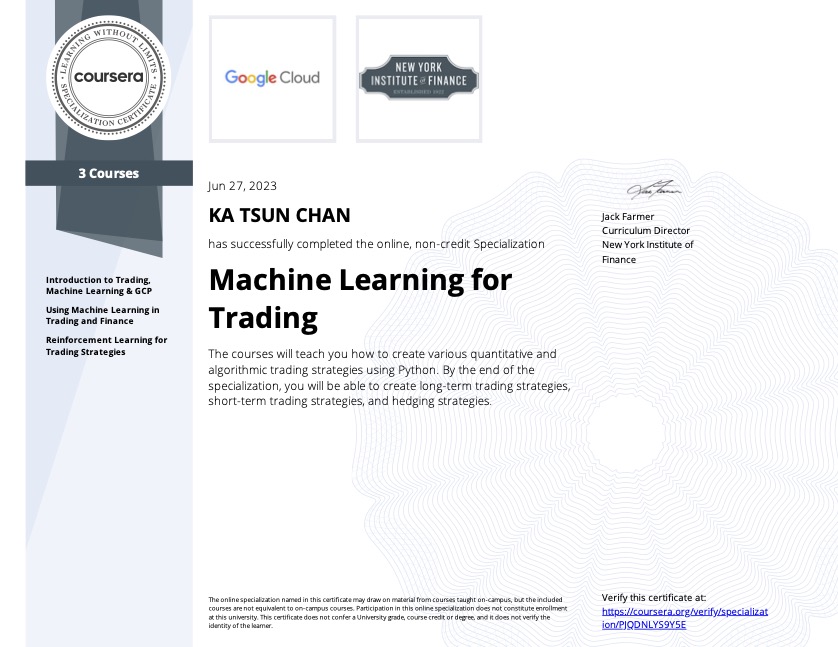 LEARNING WITHOUT LIMITS
coursera
SPECIALIZATION CERTIFICATE
Google Cloud
NEW YORK
INSTITUTE OF FINANCE
ESTABLISHED 1922
3 Courses
Introduction to Trading,
Machine Learning & GCP
Using Machine Learning in
Trading and Finance
Reinforcement Learning for
Trading Strategies
Jun 27, 2023
KA TSUN CHAN
has successfully completed the online, non-credit Specialization
Machine Learning for
Trading
The courses will teach you how to create various quantitative and
algorithmic trading strategies using Python. By the end of the
specialization, you will be able to create long-term trading strategies,
short-term trading strategies, and hedging strategies.
Jack Farmer
Curriculum Director
New York Institute of
Finance
The online specialization named in this certificate may draw on material from courses taught on-campus, but the included
courses are not equivalent to on-campus courses. Participation in this online specialization does not constitute enrollment
at this university. This certificate does not confer a University grade, course credit or degree, and it does not verify the
identity of the learner.
Verify this certificate at:
https://coursera.org/verify/specializat
ion/PJQDNLYS9Y5E